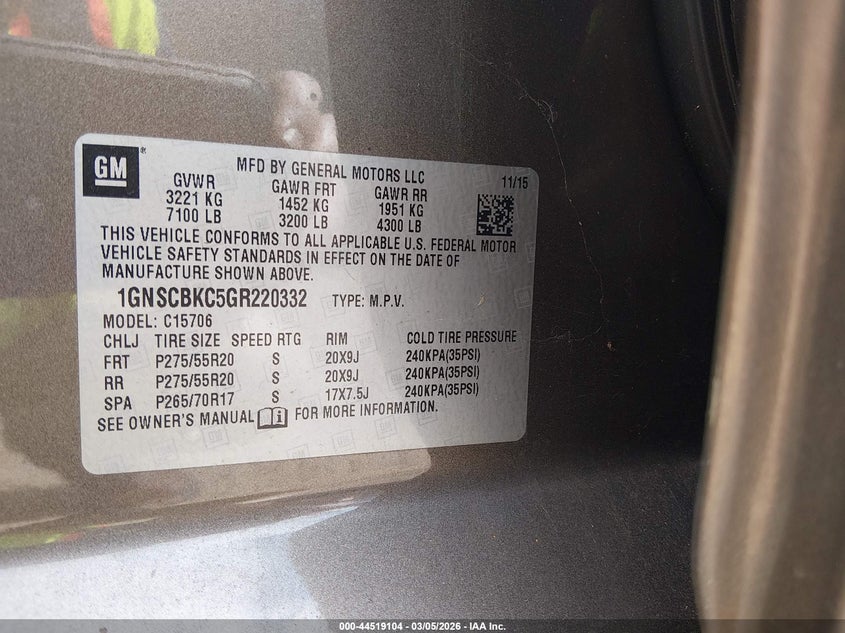 GM
MFD BY GENERAL MOTORS LLC
11/15
GVWR GAWR FRT GAWR RR
3221 KG 1452 KG 1951 KG
7100 LB 3200 LB 4300 LB
THIS VEHICLE CONFORMS TO ALL APPLICABLE U.S. FEDERAL MOTOR
VEHICLE SAFETY STANDARDS IN EFFECT ON THE DATE OF
MANUFACTURE SHOWN ABOVE.
1GNSCBKC5GR220332 TYPE: M.P.V.
MODEL: C15706
CHLJ TIRE SIZE SPEED RTG RIM COLD TIRE PRESSURE
FRT P275/55R20 S 20X9J 240KPA(35PSI)
RR P275/55R20 S 20X9J 240KPA(35PSI)
SPA P265/70R17 S 17X7.5J 240KPA(35PSI)
SEE OWNER'S MANUAL FOR MORE INFORMATION.
000-44519104 - 03/05/2026 - IAA Inc.